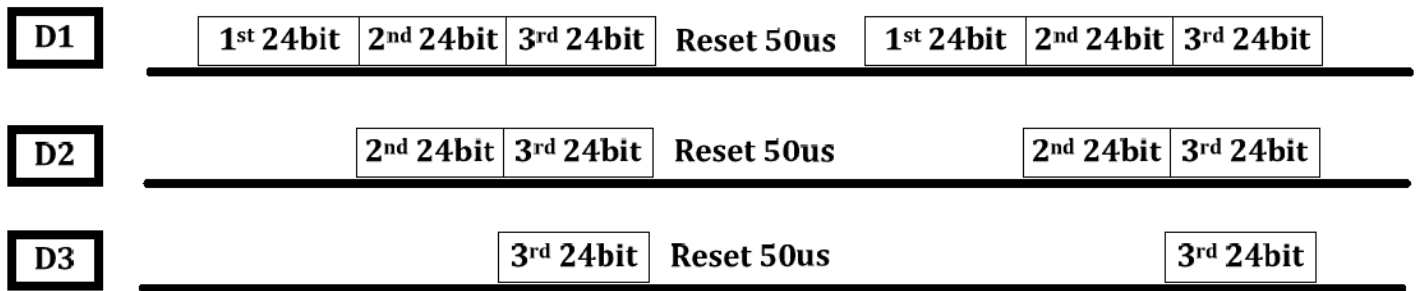 D1 1st 24bit 2nd 24bit 3rd 24bit Reset 50us 1st 24bit 2nd 24bit 3rd 24bit
D2 2nd 24bit 3rd 24bit Reset 50us 2nd 24bit 3rd 24bit
D3 3rd 24bit Reset 50us 3rd 24bit